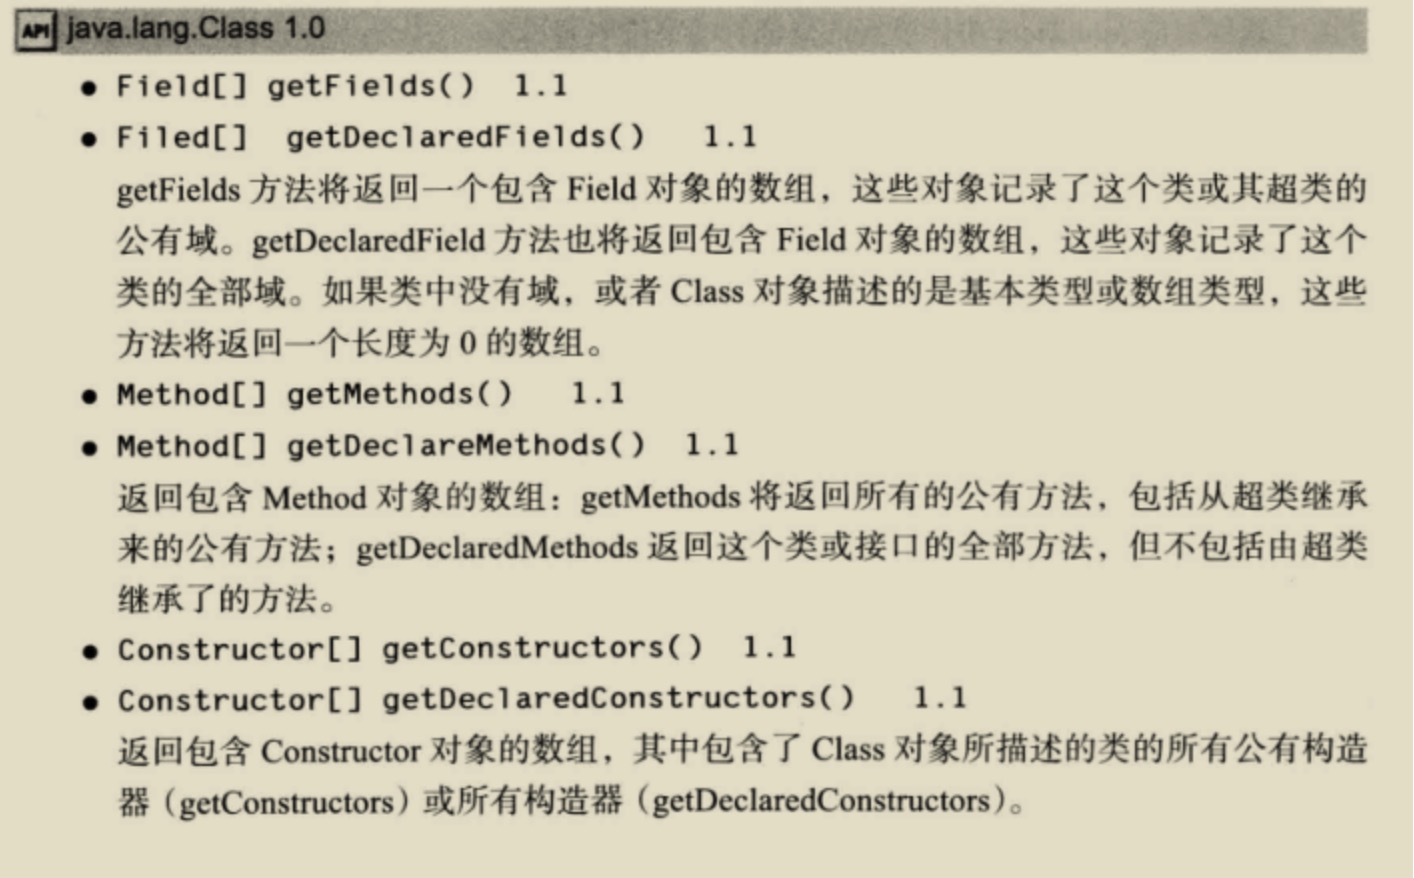 API java.lang.Class 1.0
● Field[] getFields() 1.1
● Filed[] getDeclaredFields() 1.1
getFields 方法将返回一个包含 Field 对象的数组，这些对象记录了这个类或其超类的
公有域。getDeclaredField 方法也将返回包含 Field 对象的数组，这些对象记录了这个
类的全部域。如果类中没有域，或者 Class 对象描述的是基本类型或数组类型，这些
方法将返回一个长度为 0 的数组。
● Method[] getMethods() 1.1
● Method[] getDeclareMethods() 1.1
返回包含 Method 对象的数组：getMethods 将返回所有的公有方法，包括从超类继承
来的公有方法；getDeclaredMethods 返回这个类或接口的全部方法，但不包括由超类
继承了的方法。
● Constructor[] getConstructors() 1.1
● Constructor[] getDeclaredConstructors() 1.1
返回包含 Constructor 对象的数组，其中包含了 Class 对象所描述的类的所有公有构造
器（getConstructors）或所有构造器（getDeclaredConstructors）。